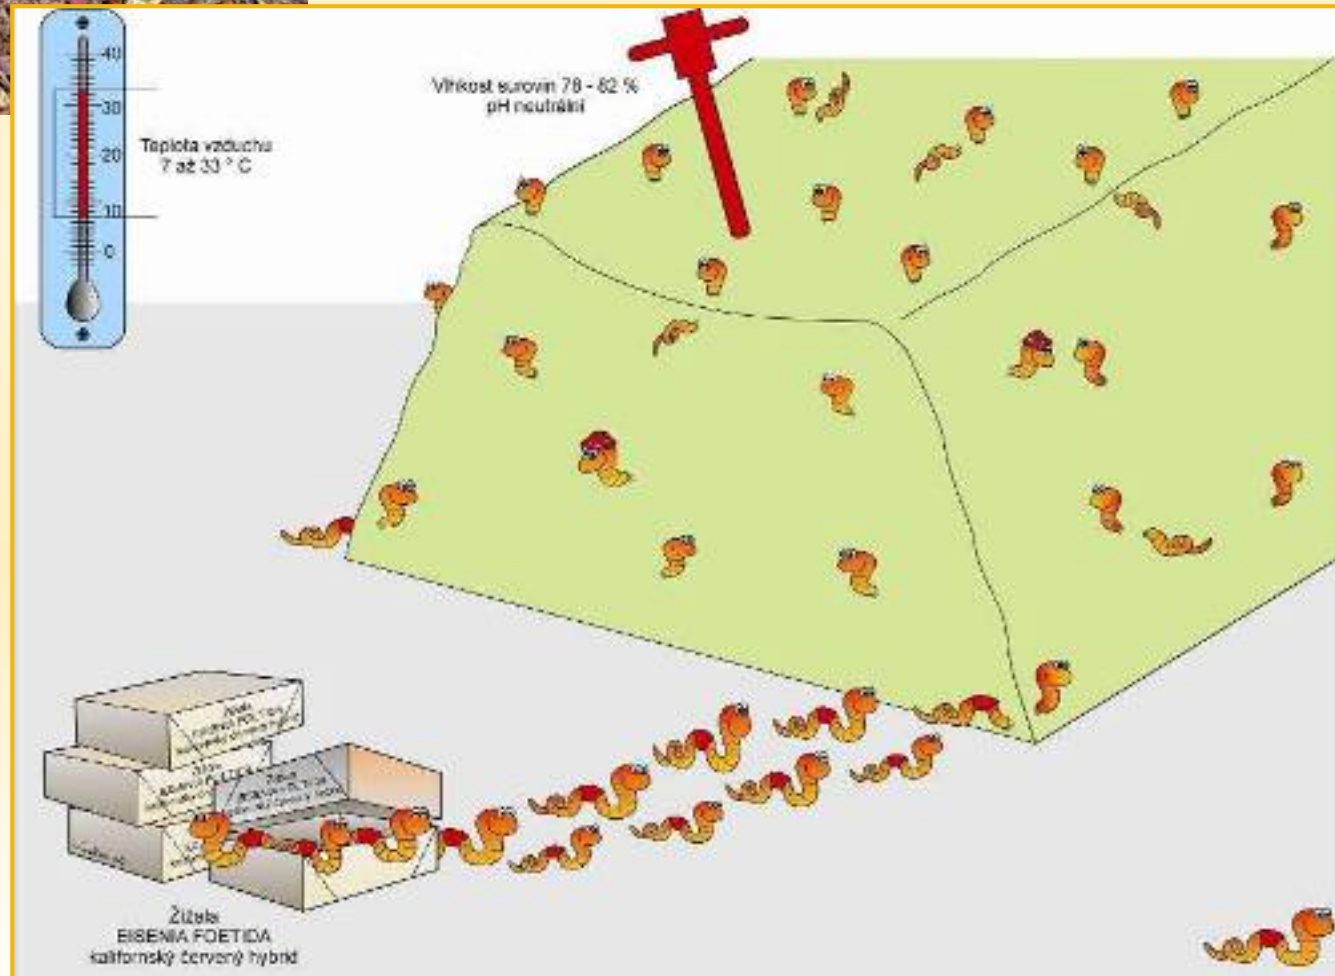 40
30
20
10
0
Teplota vzduchu
7 až 33 ° C
Vlhkost surovin 78 - 82 %
pH neutrální
Žížala
EISENIA FOETIDA
kalifornský červený hybrid